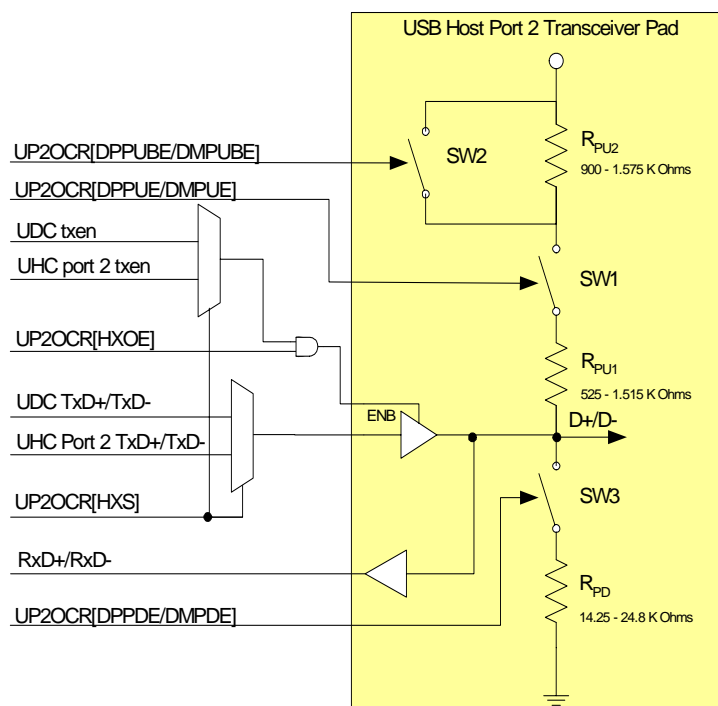 USB Host Port 2 Transceiver Pad
UP2OCR[DPPUBE/DMPUBE]
SW2
RPU2
900 - 1.575 K Ohms
UP2OCR[DPPUE/DMPUE]
UDC txen
UHC port 2 txen
SW1
UP2OCR[HXOE]
RPU1
525 - 1.515 K Ohms
UDC TxD+/TxD-
ENB
D+/D-
UHC Port 2 TxD+/TxD-
UP2OCR[HXS]
SW3
RxD+/RxD-
RPD
14.25 - 24.8 K Ohms
UP2OCR[DPPDE/DMPDE]